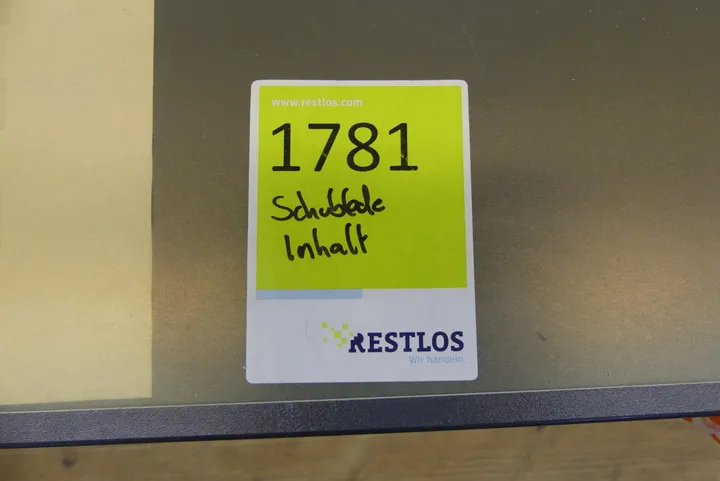 www.restlos.com
1781
Schublade
Inhalt
RESTLOS
Wir handeln.